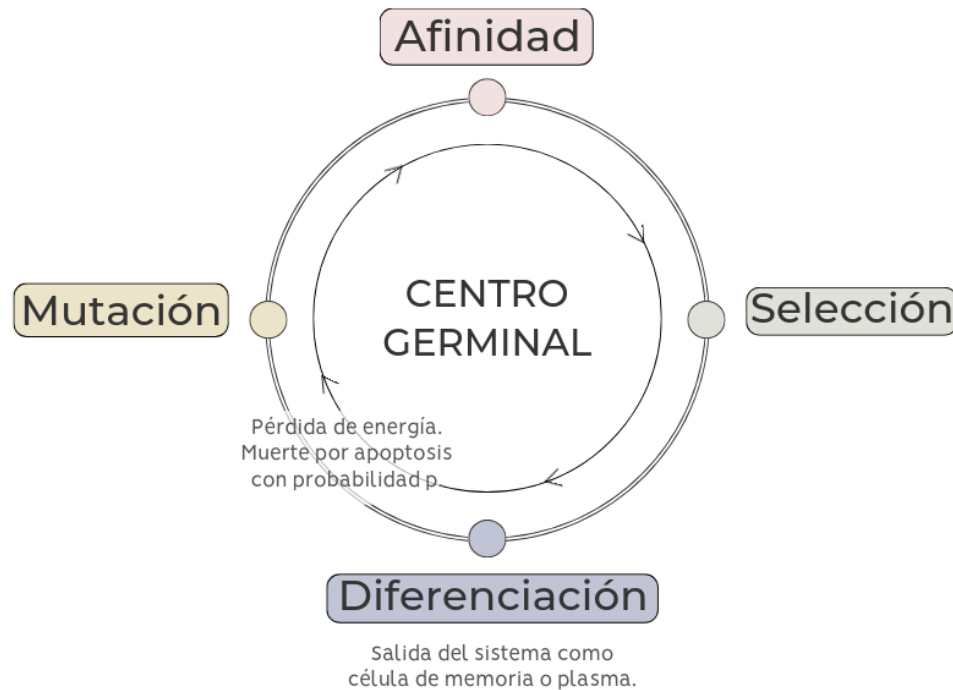 Afinidad
Mutación
Selección
CENTRO
GERMINAL
Pérdida de energía.
Muerte por apoptosis
con probabilidad p.
Diferenciación
Salida del sistema como
célula de memoria o plasma.